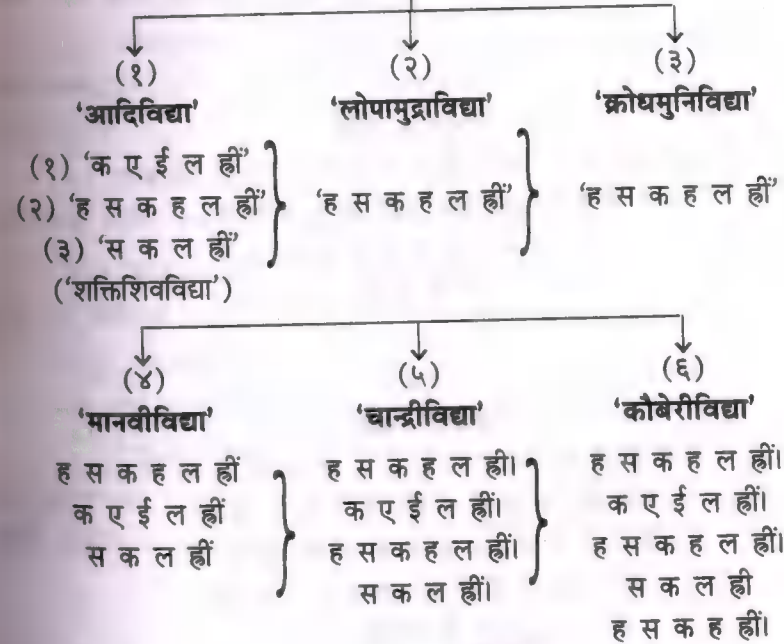 (१) (२) (३)
‘आदिविद्या’ ‘लोपामुद्राविद्या’ ‘क्रोधमुनिविद्या’
(१) ‘क ए ई ल ह्रीं’
(२) ‘ह स क ह ल ह्रीं’ ‘ह स क ह ल ह्रीं’ ‘ह स क ह ल ह्रीं’
(३) ‘स क ल ह्रीं’
(‘शक्तिशिवविद्या’)
(४) (५) (६)
‘मानवीविद्या’ ‘चान्द्रीविद्या’ ‘कौबेरीविद्या’
ह स क ह ल ह्रीं ह स क ह ल ह्री। ह स क ह ल ह्रीं।
क ए ई ल ह्रीं क ए ई ल ह्रीं। क ए ई ल ह्रीं।
स क ल ह्रीं ह स क ह ल ह्रीं। ह स क ह ल ह्रीं।
स क ल ह्रीं। स क ल ह्री
ह स क ह ह्रीं।